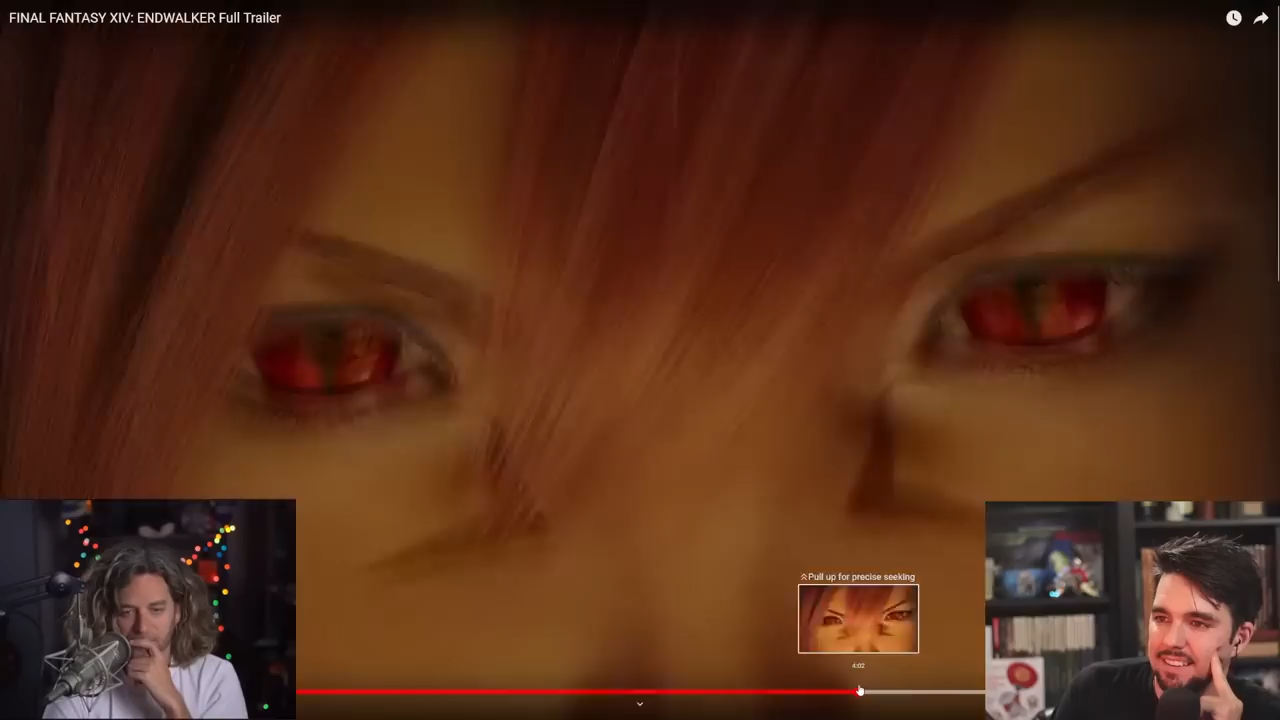 FINAL FANTASY XIV: ENDWALKER Full Trailer
Pull up for precise seeking
4:02